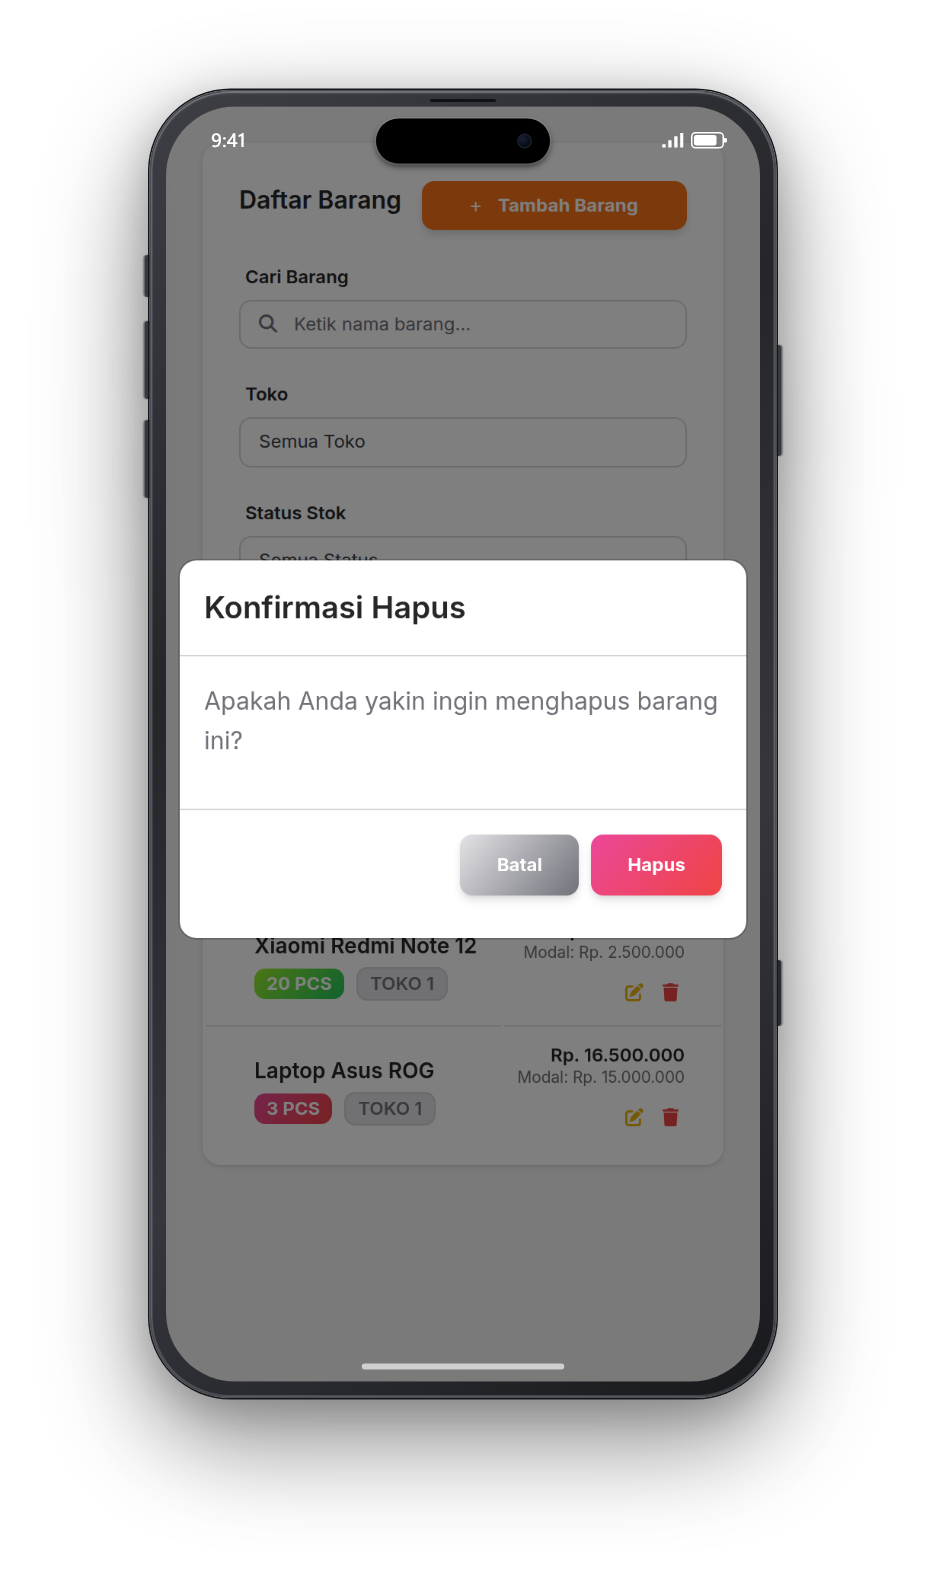 9:41
Daftar Barang
+ Tambah Barang
Cari Barang
Ketik nama barang...
Toko
Semua Toko
Status Stok
Semua Status
Konfirmasi Hapus
Apakah Anda yakin ingin menghapus barang
ini?
Batal
Hapus
Xiaomi Redmi Note 12
Modal: Rp. 2.500.000
20 PCS
TOKO 1
Laptop Asus ROG
Rp. 16.500.000
Modal: Rp. 15.000.000
3 PCS
TOKO 1